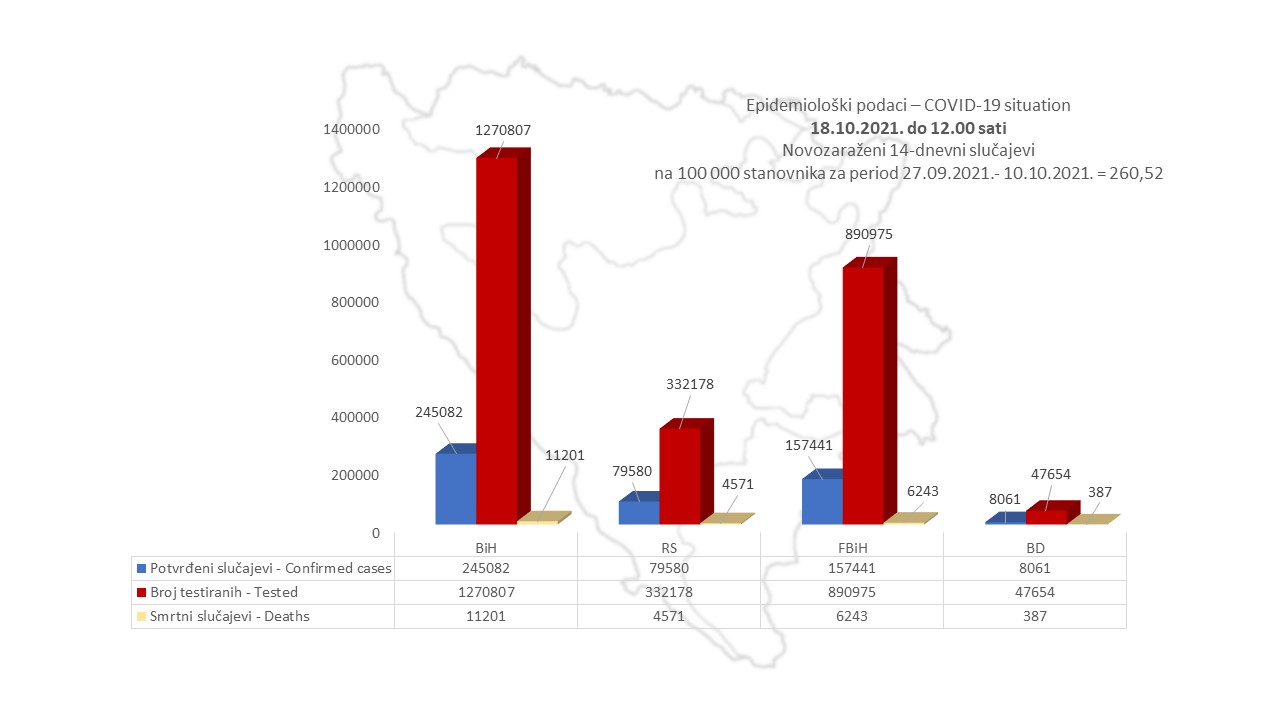 Epidemiološki podaci – COVID-19 situation
18.10.2021. do 12.00 sati
Novozaraženi 14-dnevni slučajevi
na 100 000 stanovnika za period 27.09.2021.- 10.10.2021. = 260,52
1400000
1200000
1000000
800000
600000
400000
200000
0
245082
1270807
11201
79580
332178
4571
157441
890975
6243
8061
47654
387
BiH RS FBiH BD
Potvrđeni slučajevi - Confirmed cases 245082 79580 157441 8061
Broj testiranih - Tested 1270807 332178 890975 47654
Smrtni slučajevi - Deaths 11201 4571 6243 387